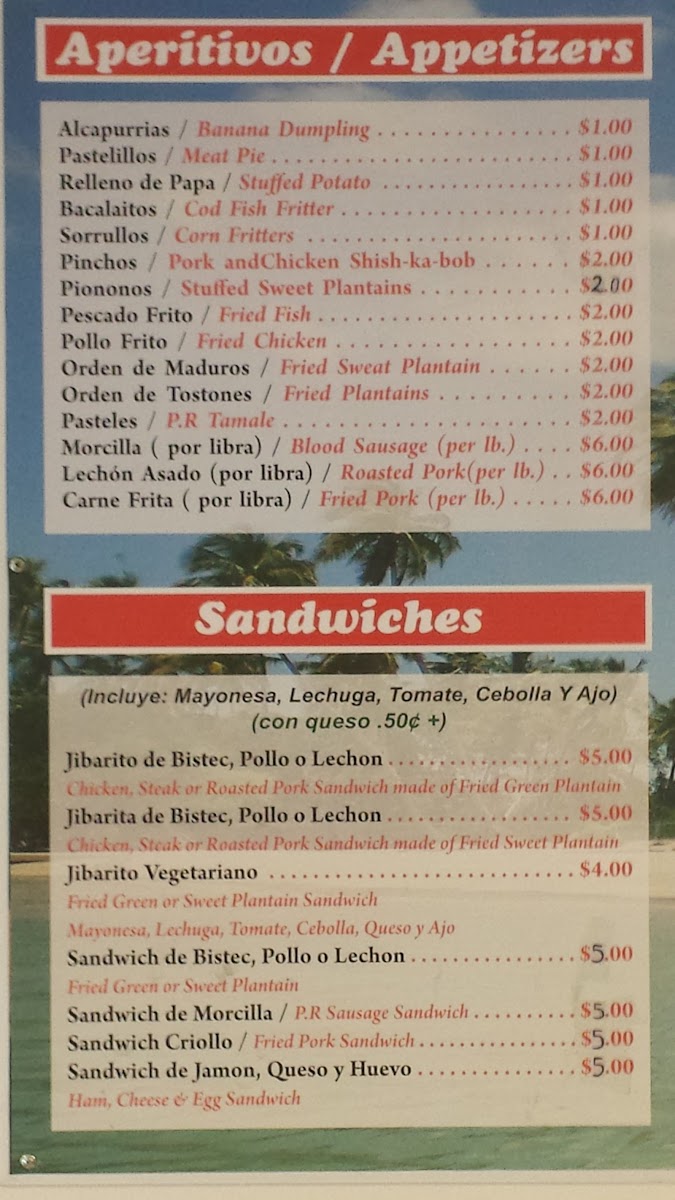 Aperitivos / Appetizers
Alcapurrias / Banana Dumpling . . . . . . . . . . . . . . . . $1.00
Pastelillos / Meat Pie . . . . . . . . . . . . . . . . . . . . . . . . . $1.00
Relleno de Papa / Stuffed Potato . . . . . . . . . . . . . . . . $1.00
Bacalaitos / Cod Fish Fritter . . . . . . . . . . . . . . . . . . . $1.00
Sorrullos / Corn Fritters . . . . . . . . . . . . . . . . . . . . . . $1.00
Pinchos / Pork andChicken Shish-ka-bob . . . . . . $2.00
Piononos / Stuffed Sweet Plantains . . . . . . . . . . . $2.00
Pescado Frito / Fried Fish . . . . . . . . . . . . . . . . . . . . . $2.00
Pollo Frito / Fried Chicken . . . . . . . . . . . . . . . . . . . . $2.00
Orden de Maduros / Fried Sweat Plantain . . . . . . $2.00
Orden de Tostones / Fried Plantains . . . . . . . . . . $2.00
Pasteles / P.R Tamale . . . . . . . . . . . . . . . . . . . . . . . . $2.00
Morcilla ( por libra) / Blood Sausage (per lb.) . . . . $6.00
Lechón Asado (por libra) / Roasted Pork(per lb.) . . $6.00
Carne Frita ( por libra) / Fried Pork (per lb.) . . . . . $6.00
Sandwiches
(Incluye: Mayonesa, Lechuga, Tomate, Cebolla Y Ajo)
(con queso .50¢ +)
Jibarito de Bistec, Pollo o Lechon . . . . . . . . . . . . . . . . . $5.00
Chicken, Steak or Roasted Pork Sandwich made of Fried Green Plantain
Jibarita de Bistec, Pollo o Lechon . . . . . . . . . . . . . . . . . $5.00
Chicken, Steak or Roasted Pork Sandwich made of Fried Sweet Plantain
Jibarito Vegetariano . . . . . . . . . . . . . . . . . . . . . . . . . . . $4.00
Fried Green or Sweet Plantain Sandwich
Mayonesa, Lechuga, Tomate, Cebolla, Queso y Ajo
Sandwich de Bistec, Pollo o Lechon . . . . . . . . . . . . . . . $5.00
Fried Green or Sweet Plantain
Sandwich de Morcilla / P.R Sausage Sandwich . . . . . . . . . $5.00
Sandwich Criollo / Fried Pork Sandwich . . . . . . . . . . . . . . $5.00
Sandwich de Jamon, Queso y Huevo . . . . . . . . . . . . . . $5.00
Ham, Cheese & Egg Sandwich